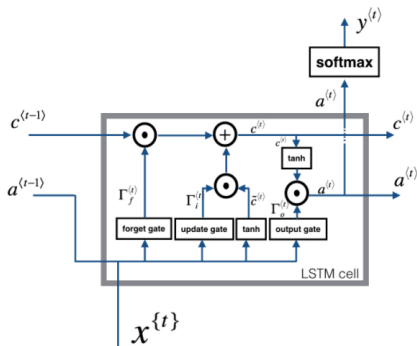 y⟨t⟩
softmax
a⟨t⟩
c⟨t-1⟩
c⟨t⟩
c⟨t⟩
c⟨t⟩
tanh
a⟨t-1⟩
Γf⟨t⟩
Γi⟨t⟩
c̃⟨t⟩
Γo⟨t⟩
a⟨t⟩
a⟨t⟩
forget gate
update gate
tanh
output gate
LSTM cell
x{t}